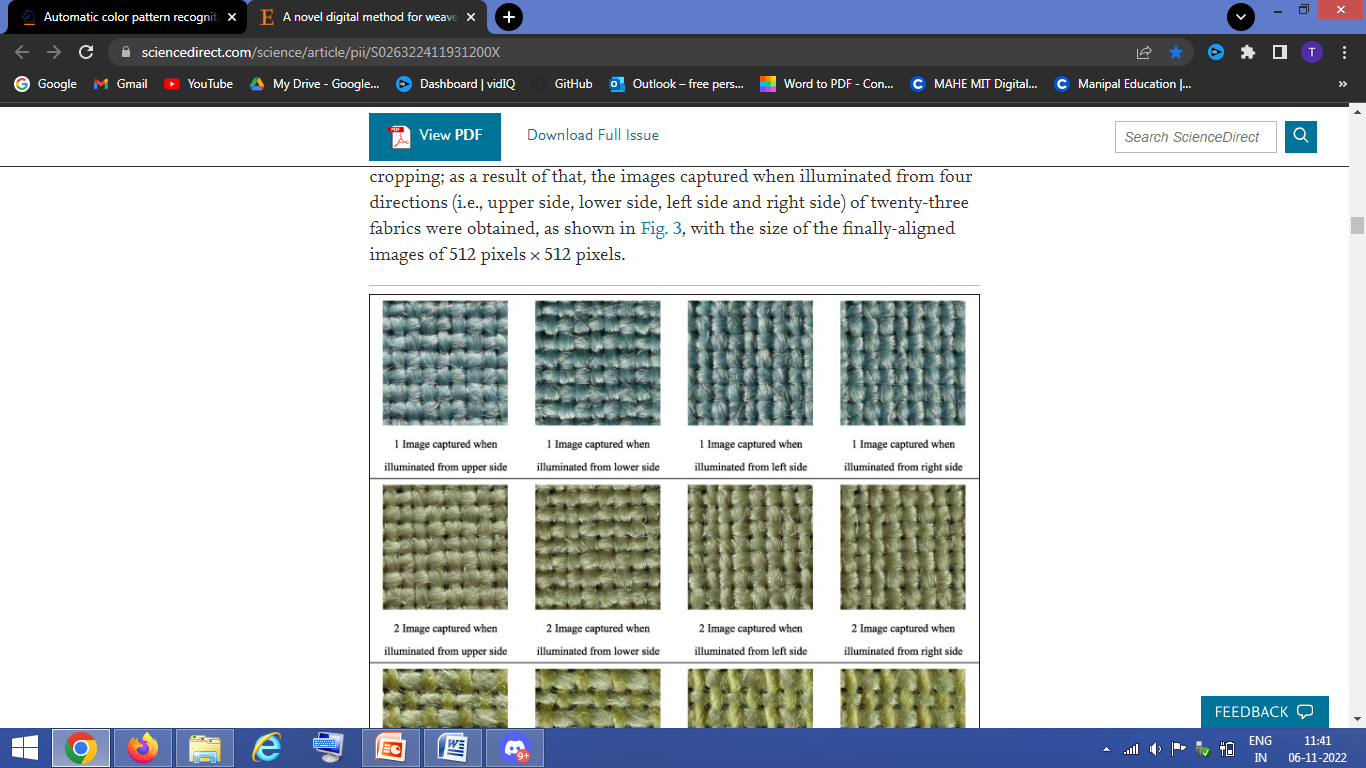 Automatic color pattern recognit
A novel digital method for weave
sciencedirect.com/science/article/pii/S026322411931200X
T
Google Gmail YouTube My Drive - Google... Dashboard | vidIQ GitHub Outlook – free pers... Word to PDF - Con... MAHE MIT Digital... Manipal Education |... »
View PDF
Download Full Issue
Search ScienceDirect
cropping; as a result of that, the images captured when illuminated from four
directions (i.e., upper side, lower side, left side and right side) of twenty-three
fabrics were obtained, as shown in Fig. 3, with the size of the finally-aligned
images of 512 pixels × 512 pixels.
1 Image captured when
illuminated from upper side
1 Image captured when
illuminated from lower side
1 Image captured when
illuminated from left side
1 Image captured when
illuminated from right side
2 Image captured when
illuminated from upper side
2 Image captured when
illuminated from lower side
2 Image captured when
illuminated from left side
2 Image captured when
illuminated from right side
FEEDBACK
9+
ENG
IN
11:41
06-11-2022